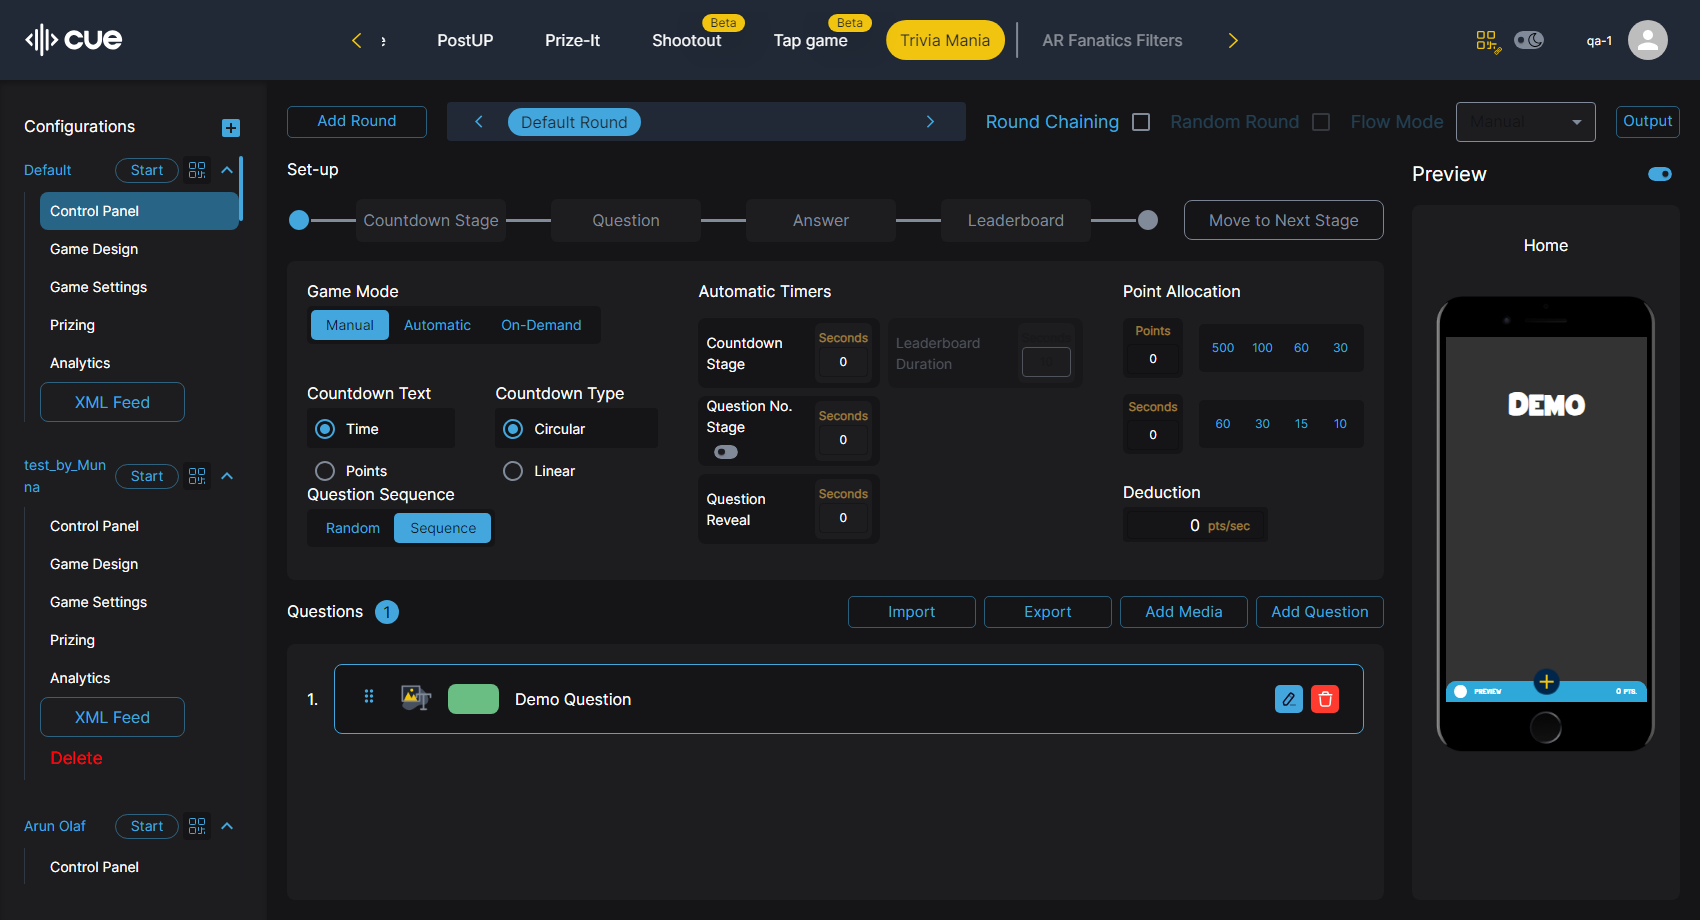 cue
e
PostUP
Prize-It
Beta
Shootout
Beta
Tap game
Trivia Mania
AR Fanatics Filters
qa-1
Configurations
Default
Start
Control Panel
Game Design
Game Settings
Prizing
Analytics
XML Feed
test_by_Mun
na
Start
Control Panel
Game Design
Game Settings
Prizing
Analytics
XML Feed
Delete
Arun Olaf
Start
Control Panel
Add Round
Default Round
Round Chaining
Random Round
Flow Mode
Manual
Output
Set-up
Countdown Stage
Question
Answer
Leaderboard
Move to Next Stage
Game Mode
Manual
Automatic
On-Demand
Countdown Text
Time
Points
Countdown Type
Circular
Linear
Question Sequence
Random
Sequence
Automatic Timers
Countdown
Stage
Seconds
0
Leaderboard
Duration
Question No.
Stage
Seconds
0
Question
Reveal
Seconds
0
Point Allocation
Points
0
500 100 60 30
Seconds
0
60 30 15 10
Deduction
0 pts/sec
Questions 1
Import
Export
Add Media
Add Question
1.
Demo Question
Preview
Home
DEMO
PREVIEW
0 PTS.